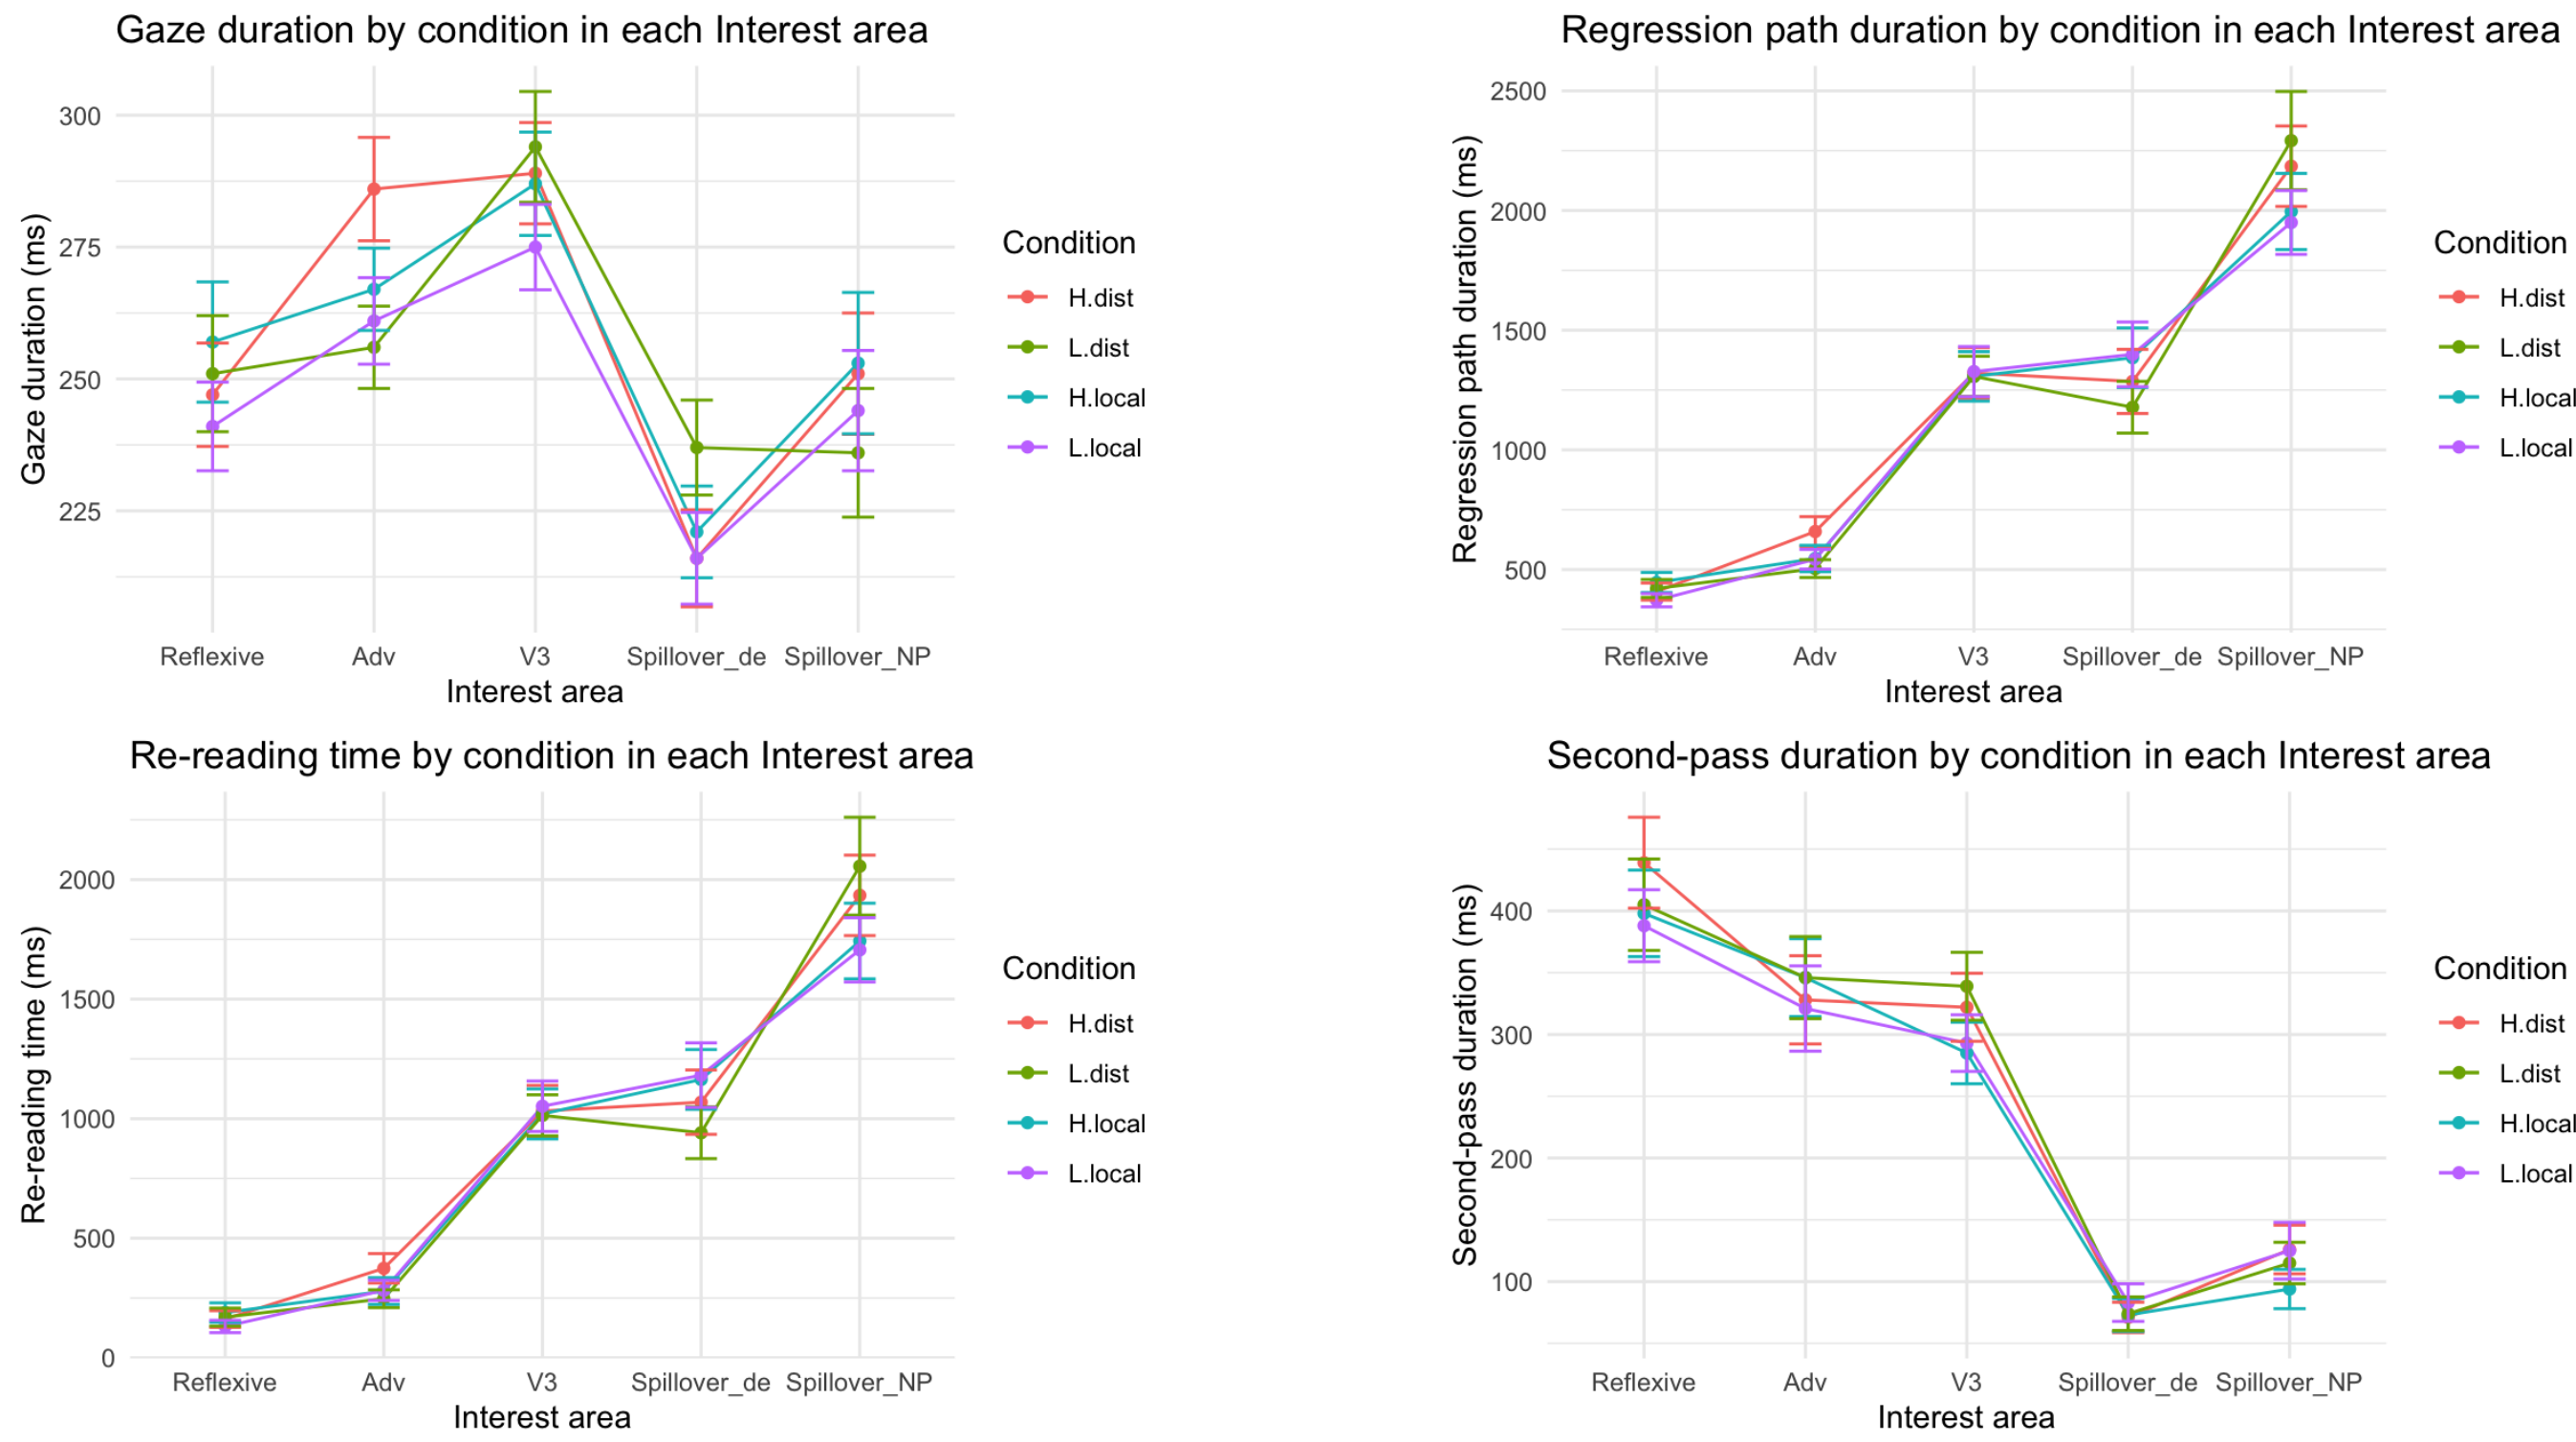 Gaze duration by condition in each Interest area
Gaze duration (ms)
300
275
250
225
Reflexive Adv V3 Spillover_de Spillover_NP
Interest area
Condition
H.dist
L.dist
H.local
L.local
Regression path duration by condition in each Interest area
Regression path duration (ms)
2500
2000
1500
1000
500
Reflexive Adv V3 Spillover_de Spillover_NP
Interest area
Condition
H.dist
L.dist
H.local
L.local
Re-reading time by condition in each Interest area
Re-reading time (ms)
2000
1500
1000
500
0
Reflexive Adv V3 Spillover_de Spillover_NP
Interest area
Condition
H.dist
L.dist
H.local
L.local
Second-pass duration by condition in each Interest area
Second-pass duration (ms)
400
300
200
100
Reflexive Adv V3 Spillover_de Spillover_NP
Interest area
Condition
H.dist
L.dist
H.local
L.local